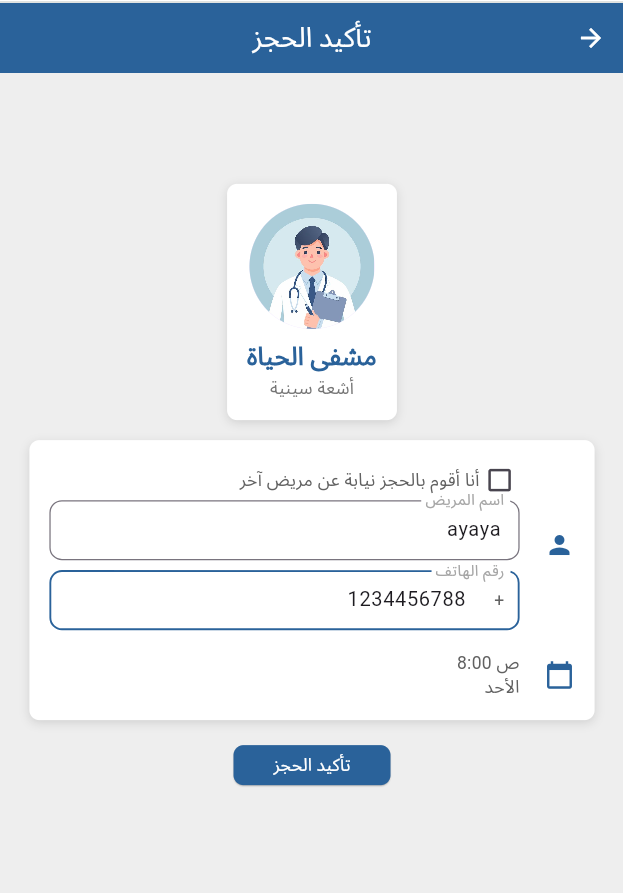 تأكيد الحجز
مشفى الحياة
أشعة سينية
أنا أقوم بالحجز نيابة عن مريض آخر
اسم المريض
ayaya
رقم الهاتف
+ 1234456788
8:00 ص
الأحد
تأكيد الحجز